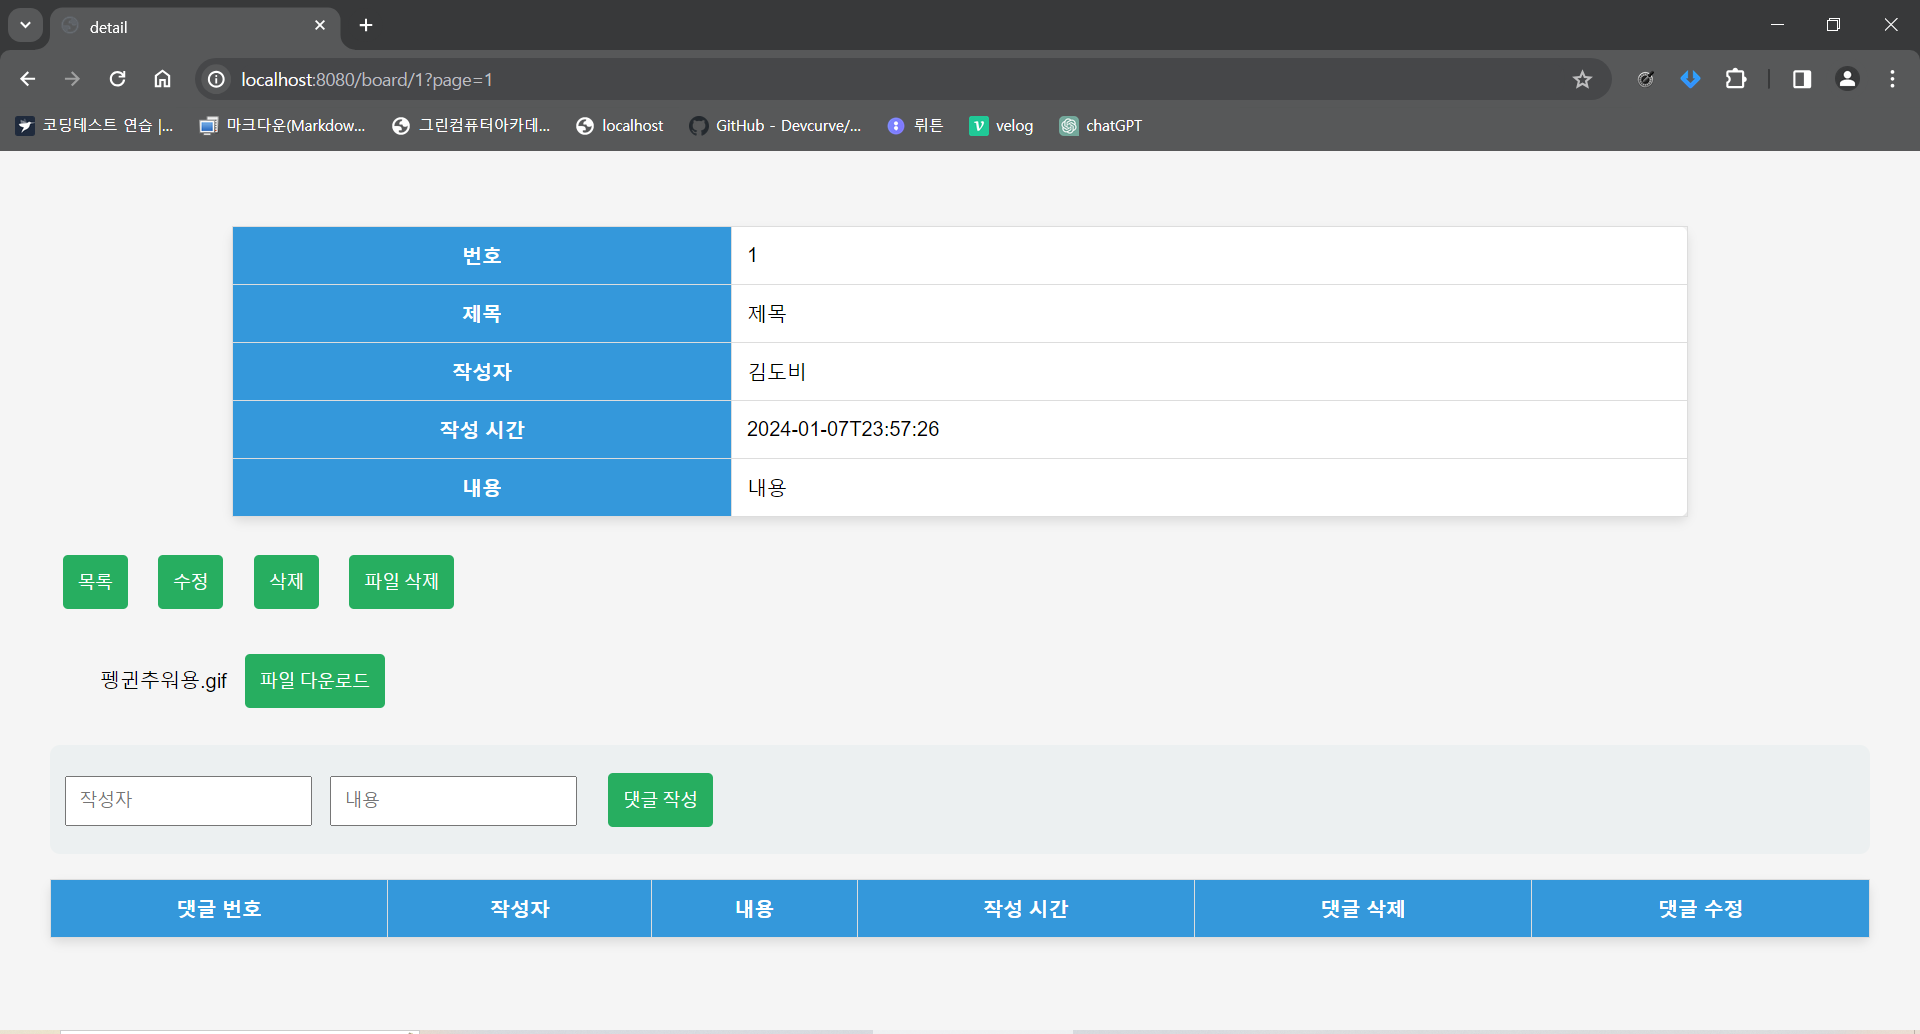 detail
localhost:8080/board/1?page=1
코딩테스트 연습 |... 마크다운(Markdow... 그린컴퓨터아카데... localhost GitHub - Devcurve/... 뤼튼 velog chatGPT
번호 1
제목 제목
작성자 김도비
작성 시간 2024-01-07T23:57:26
내용 내용
목록 수정 삭제 파일 삭제
펭귄추워용.gif 파일 다운로드
작성자 내용 댓글 작성
댓글 번호 작성자 내용 작성 시간 댓글 삭제 댓글 수정